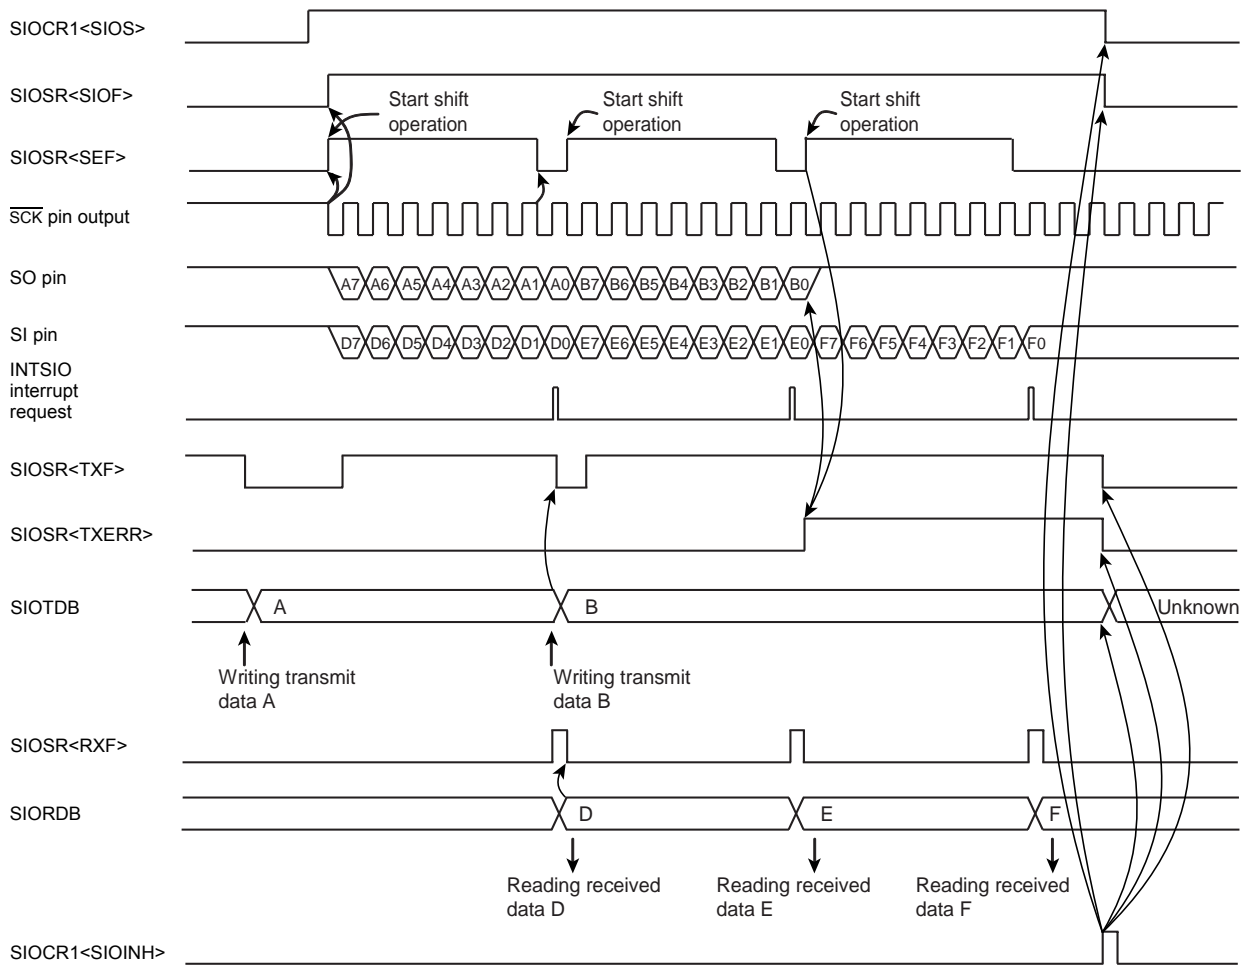 SIOCR1<SIOS>
SIOSR<SIOF>
Start shift
operation
Start shift
operation
Start shift
operation
SIOSR<SEF>
SCK pin output
SO pin
A7 A6 A5 A4 A3 A2 A1 A0 B7 B6 B5 B4 B3 B2 B1 B0
SI pin
D7 D6 D5 D4 D3 D2 D1 D0 E7 E6 E5 E4 E3 E2 E1 E0 F7 F6 F5 F4 F3 F2 F1 F0
INTSIO
interrupt
request
SIOSR<TXF>
SIOSR<TXERR>
SIOTDB
A
B
Unknown
Writing transmit
data A
Writing transmit
data B
SIOSR<RXF>
SIORDB
D
E
F
Reading received
data D
Reading received
data E
Reading received
data F
SIOCR1<SIOINH>